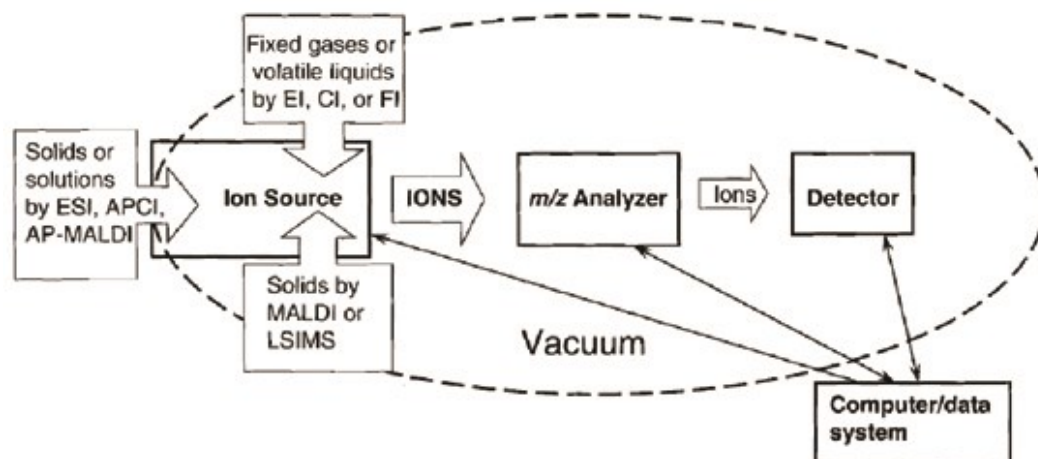 Fixed gases or
volatile liquids
by EI, CI, or FI
Solids or
solutions
by ESI, APCI,
AP-MALDI
Ion Source
IONS
m/z Analyzer
Ions
Detector
Solids by
MALDI or
LSIMS
Vacuum
Computer/data
system